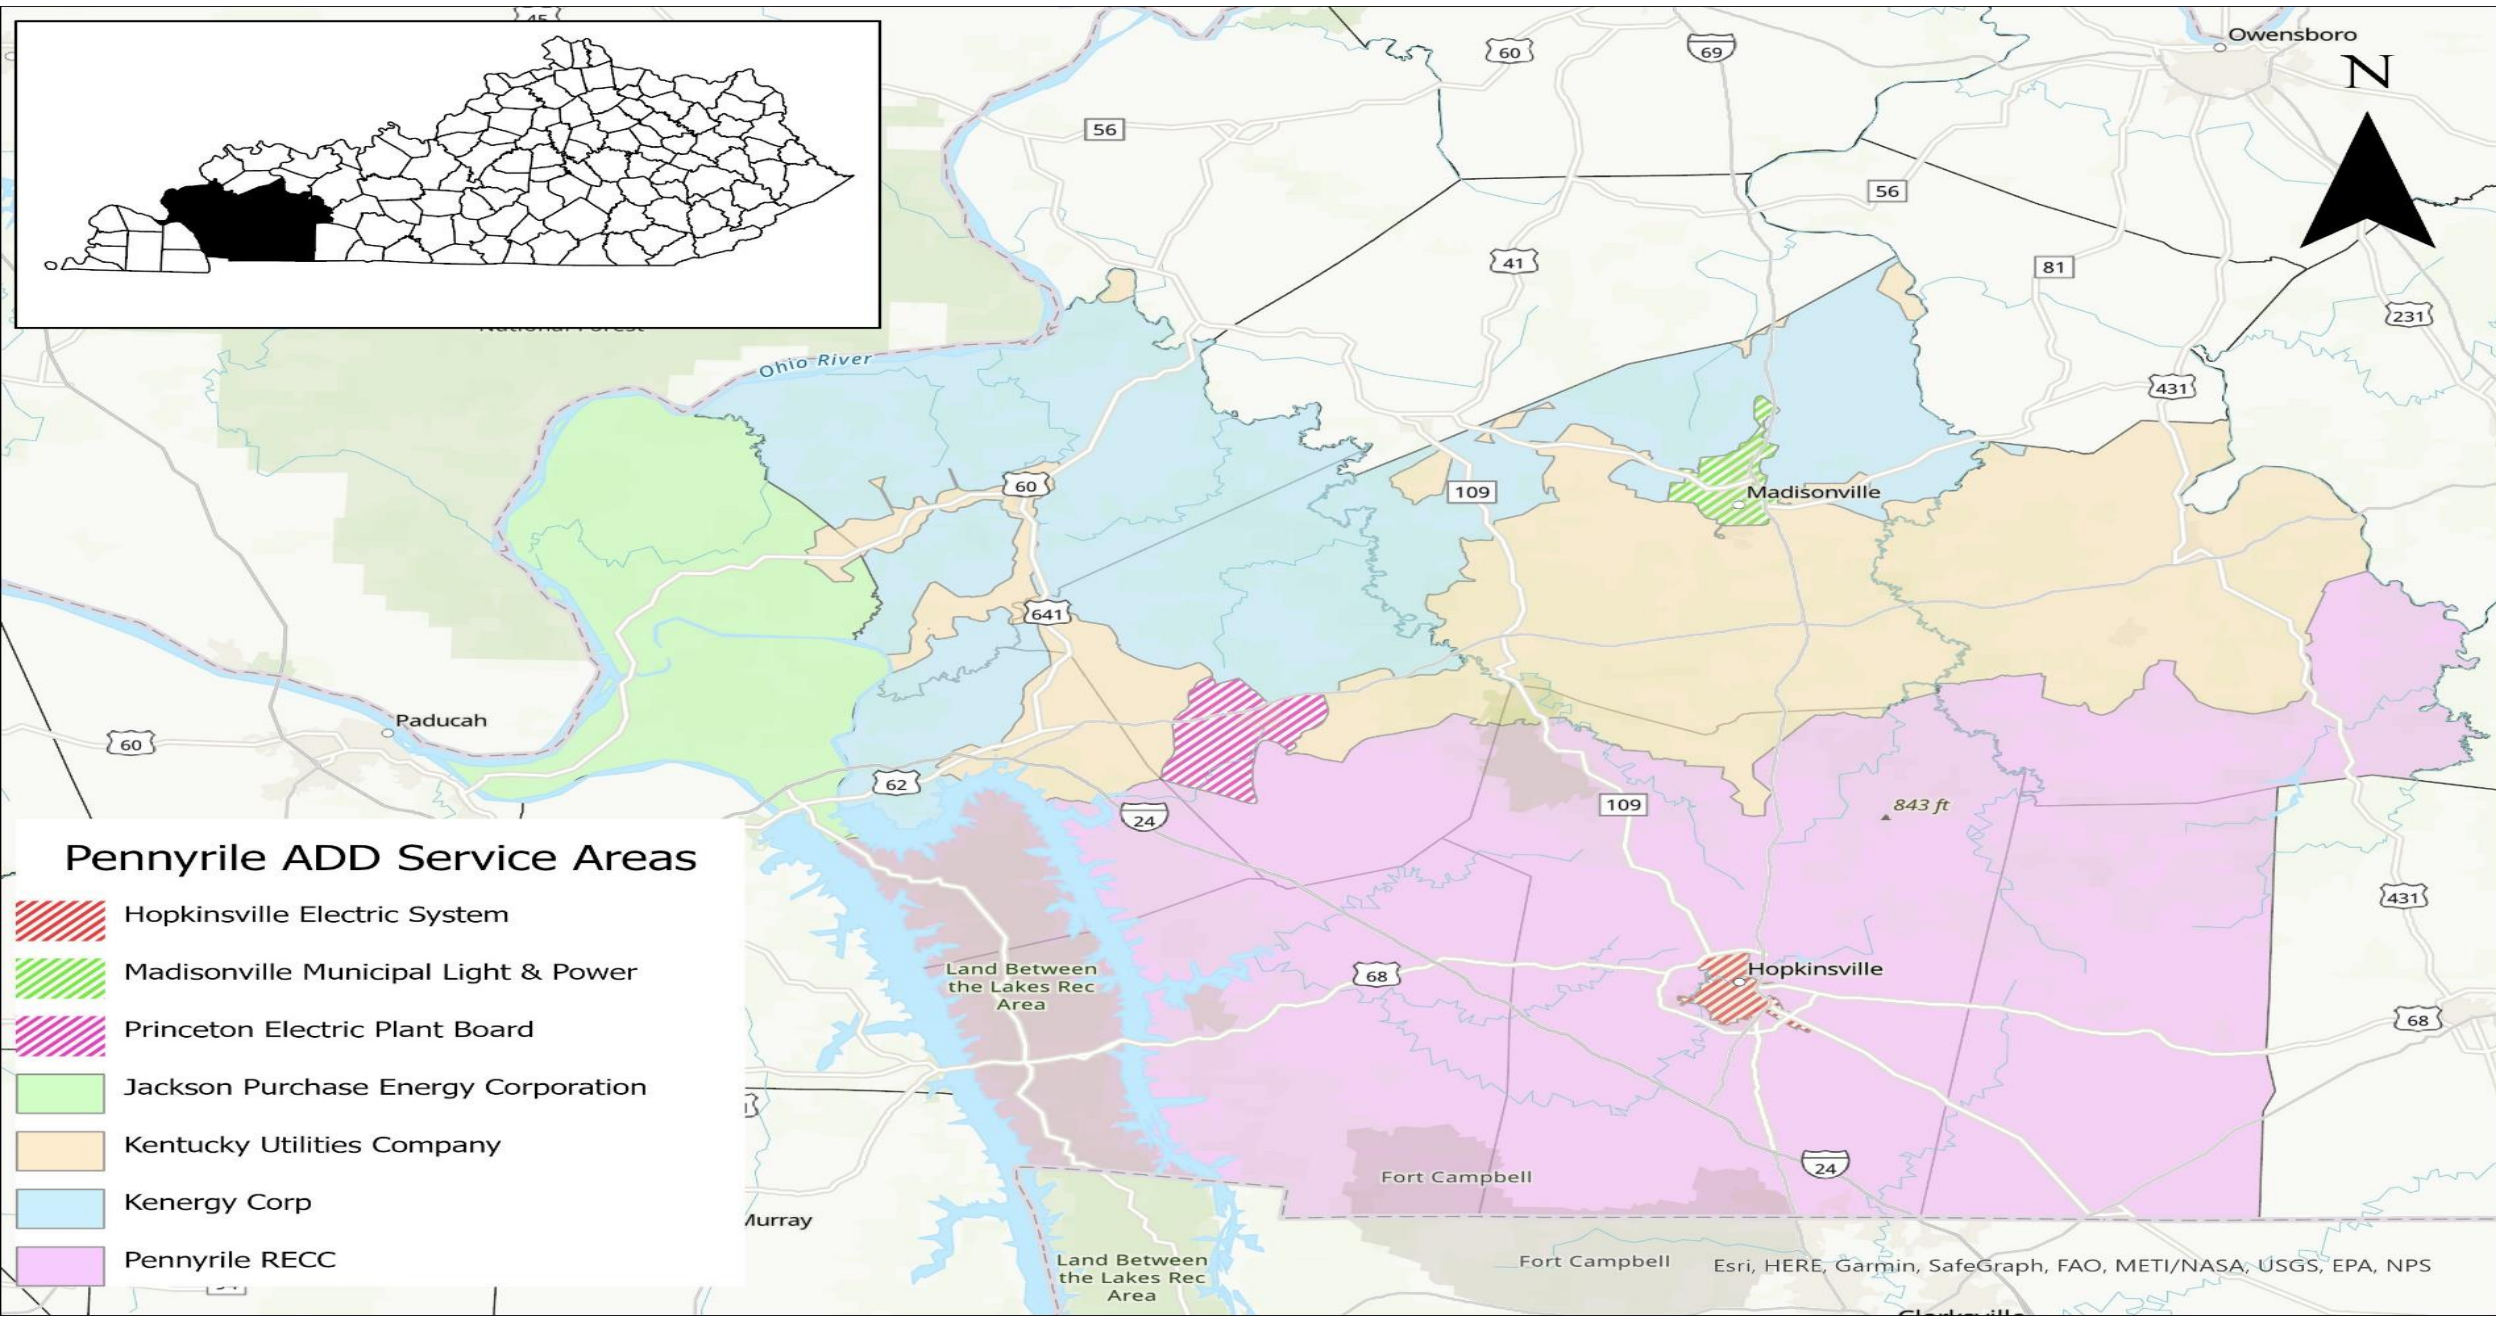 45
Owensboro
60
69
N
56
56
41
81
231
National Forest
Ohio River
431
60
109
Madisonville
641
Paducah
60
62
24
109
843 ft
431
Pennyrile ADD Service Areas
Hopkinsville Electric System
Madisonville Municipal Light & Power
Princeton Electric Plant Board
Jackson Purchase Energy Corporation
Kentucky Utilities Company
Kenergy Corp
Pennyrile RECC
Land Between
the Lakes Rec
Area
68
Hopkinsville
68
Fort Campbell
24
Murray
Land Between
the Lakes Rec
Area
Fort Campbell
Esri, HERE, Garmin, SafeGraph, FAO, METI/NASA, USGS, EPA, NPS
Clarksville